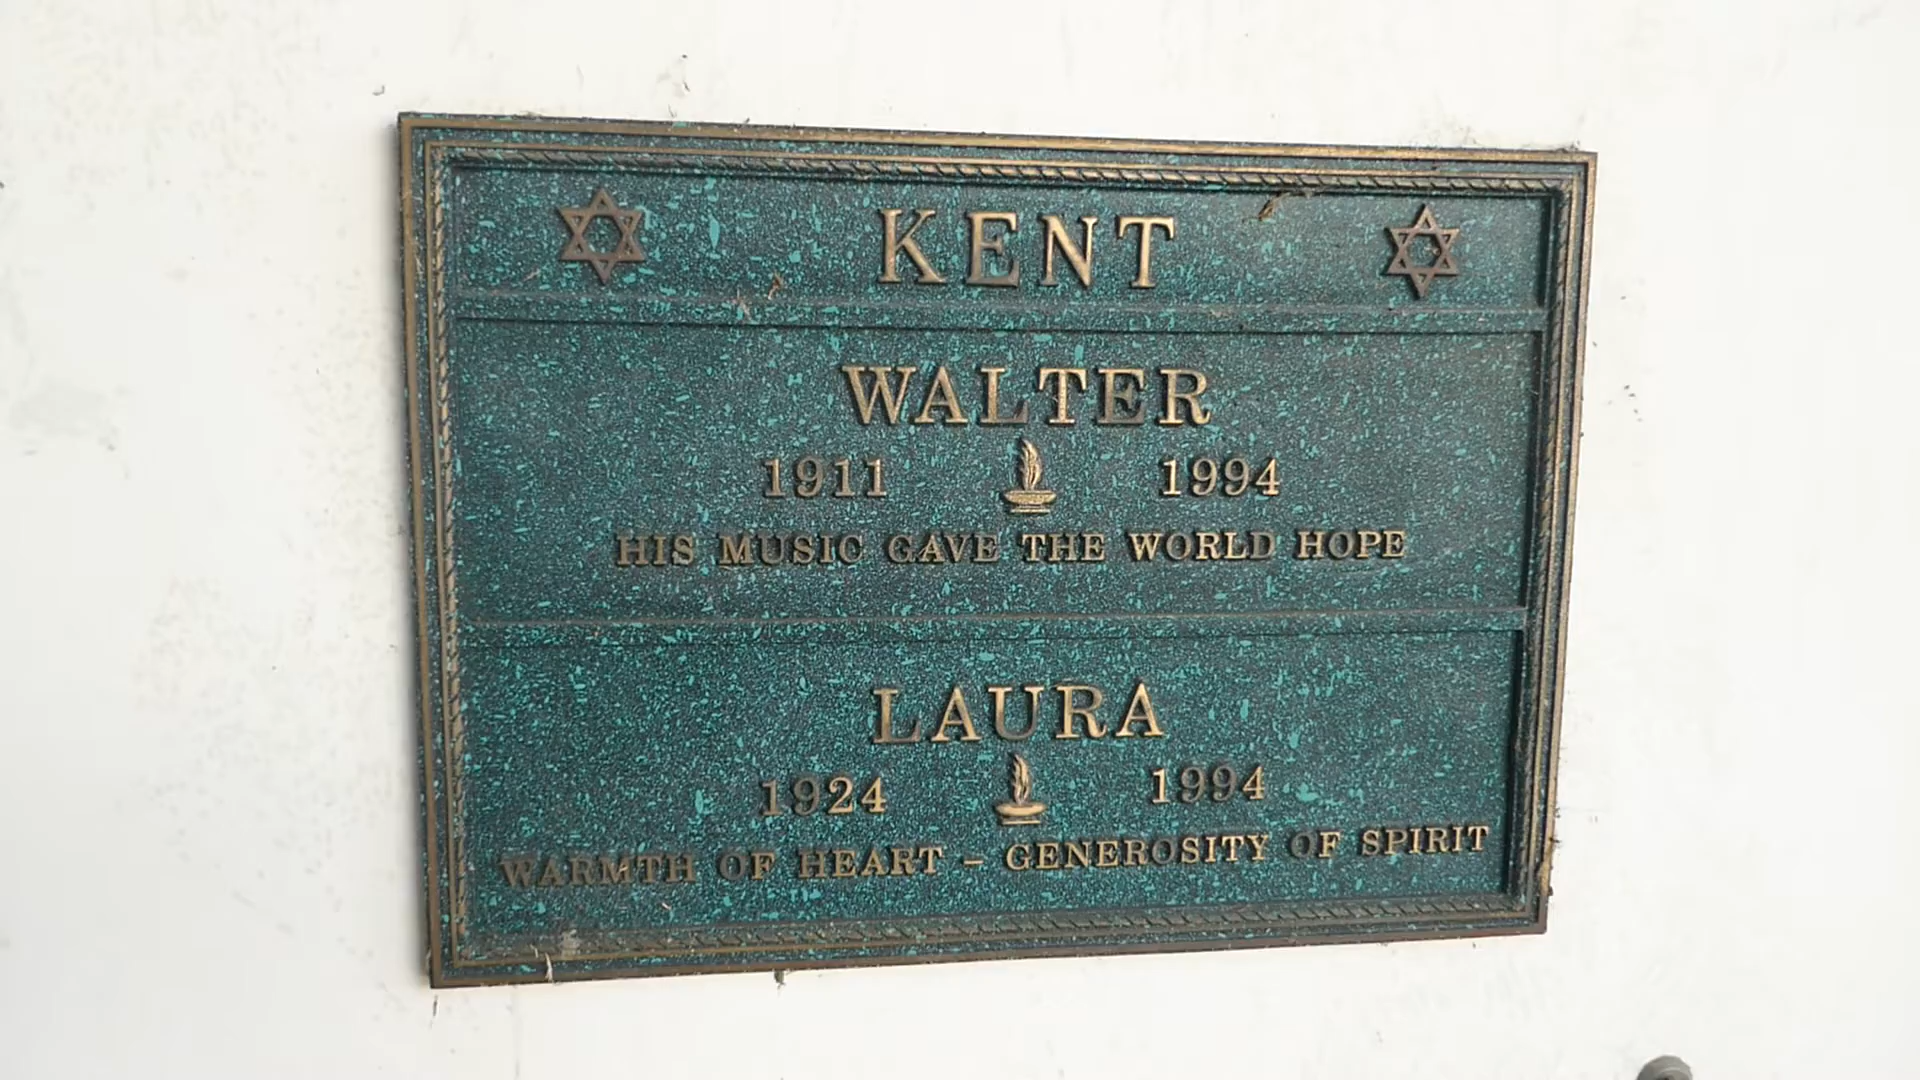 KENT
WALTER
1911 1994
HIS MUSIC GAVE THE WORLD HOPE
LAURA
1924 1994
WARMTH OF HEART – GENEROSITY OF SPIRIT